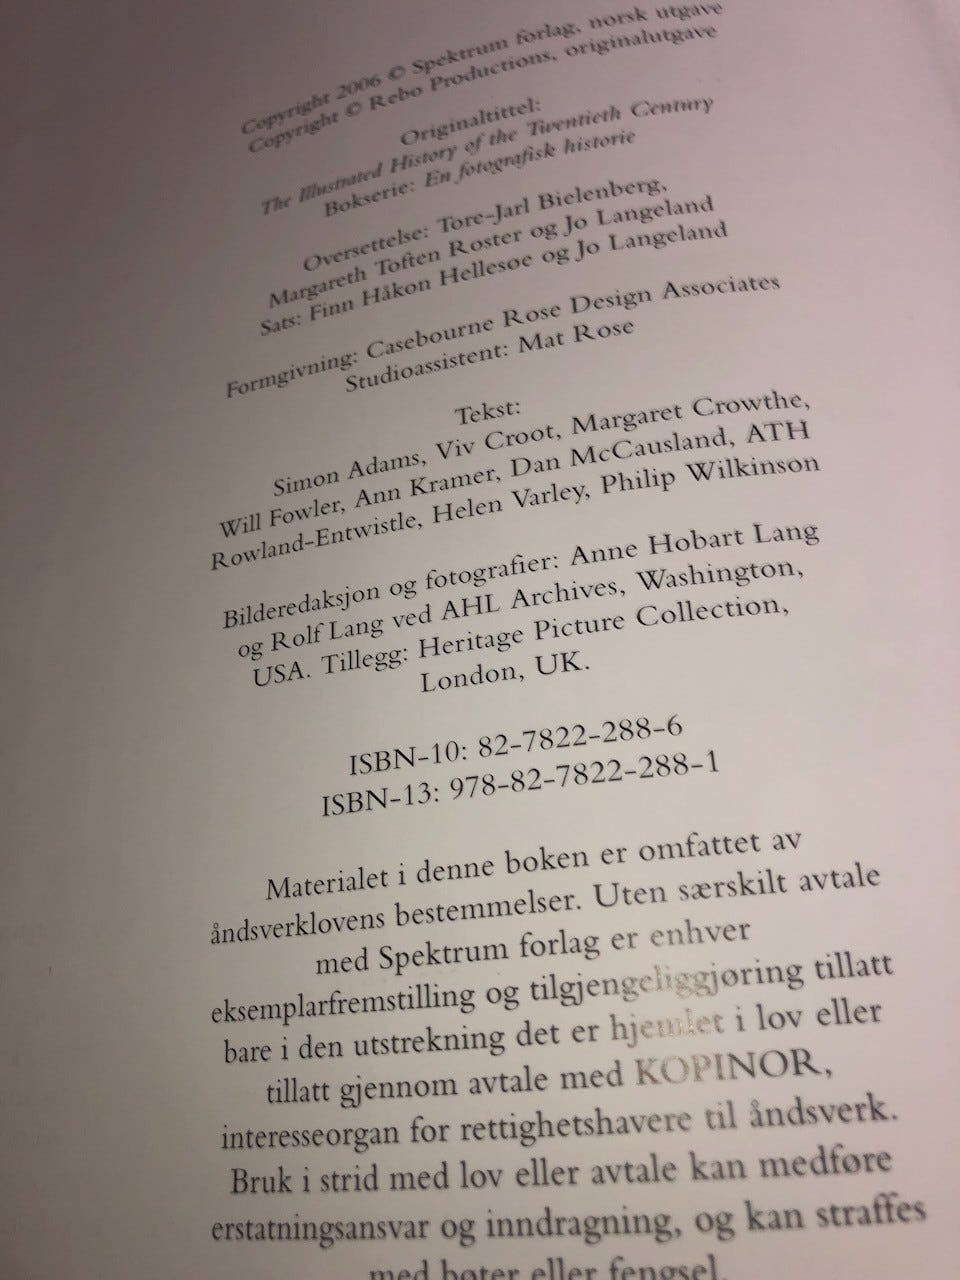 Copyright 2006 © Spektrum forlag, norsk utgave
Copyright © Rebo Productions, originalutgave
Originaltittel:
The Illustrated History of the Twentieth Century
Bokserie: En fotografisk historie
Oversettelse: Tore-Jarl Bielenberg,
Margareth Toften Roster og Jo Langeland
Sats: Finn Håkon Hellesøe og Jo Langeland
Formgivning: Casebourne Rose Design Associates
Studioassistent: Mat Rose
Tekst:
Simon Adams, Viv Croot, Margaret Crowthe,
Will Fowler, Ann Kramer, Dan McCausland, ATH
Rowland-Entwistle, Helen Varley, Philip Wilkinson
Bilderedaksjon og fotografier: Anne Hobart Lang
og Rolf Lang ved AHL Archives, Washington,
USA. Tillegg: Heritage Picture Collection,
London, UK.
ISBN-10: 82-7822-288-6
ISBN-13: 978-82-7822-288-1
Materialet i denne boken er omfattet av
åndsverklovens bestemmelser. Uten særskilt avtale
med Spektrum forlag er enhver
eksemplarfremstilling og tilgjengeliggjøring tillatt
bare i den utstrekning det er hjemlet i lov eller
tillatt gjennom avtale med KOPINOR,
interesseorgan for rettighetshavere til åndsverk.
Bruk i strid med lov eller avtale kan medføre
erstatningsansvar og inndragning, og kan straffes
med bøter eller fengsel.